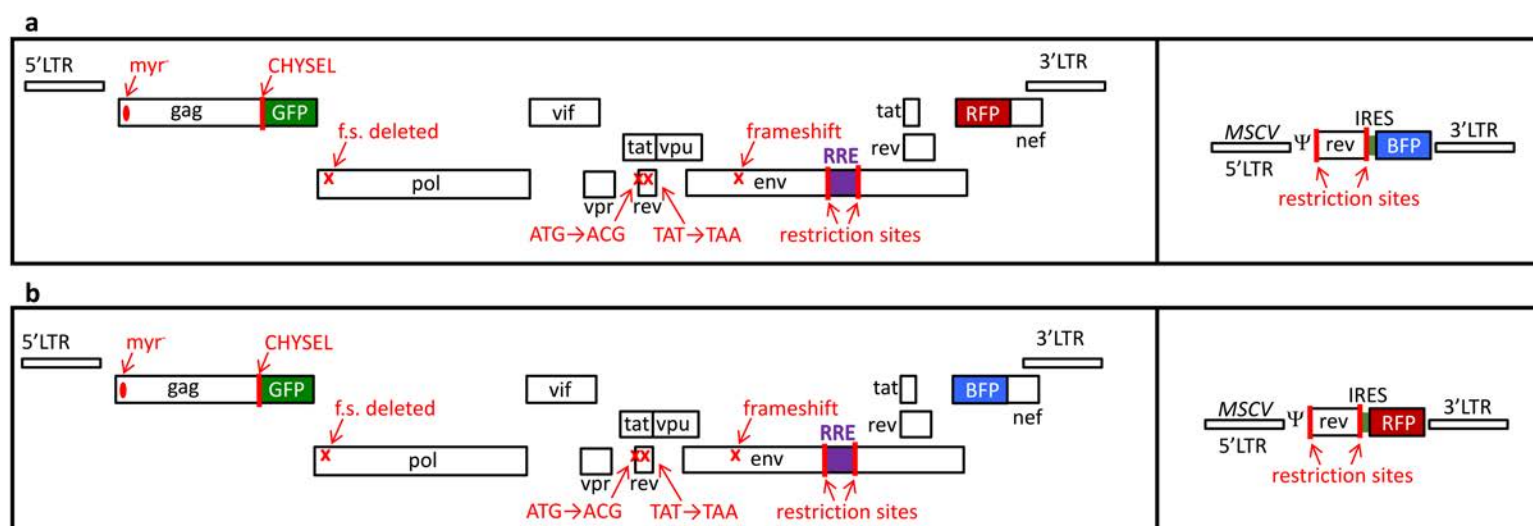 a
5'LTR
myr-
CHYSEL
gag
GFP
f.s. deleted
pol
vif
vpr
tat
vpu
rev
ATG→ACG
TAT→TAA
frameshift
env
RRE
restriction sites
tat
rev
RFP
nef
3'LTR
MSCV
5'LTR
Ψ
rev
IRES
BFP
3'LTR
restriction sites
b
5'LTR
myr-
CHYSEL
gag
GFP
f.s. deleted
pol
vif
vpr
tat
vpu
rev
ATG→ACG
TAT→TAA
frameshift
env
RRE
restriction sites
tat
rev
BFP
nef
3'LTR
MSCV
5'LTR
Ψ
rev
IRES
RFP
3'LTR
restriction sites